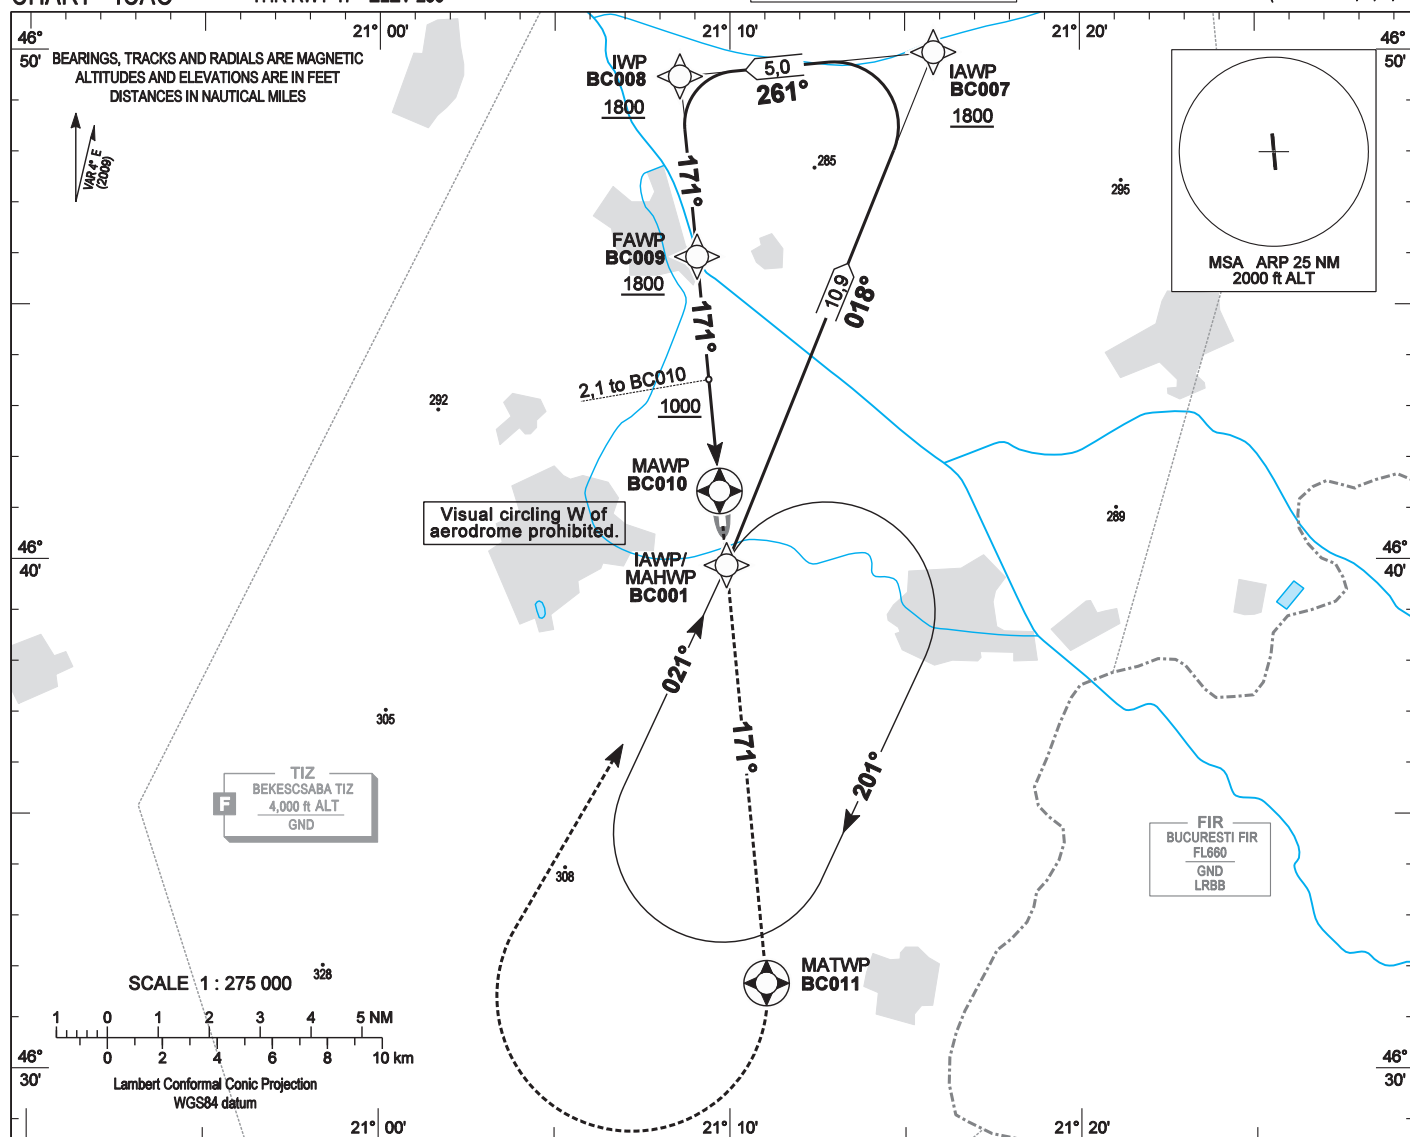 21° 00'
21° 10'
21° 20'
46°
50'
46°
50'
BEARINGS, TRACKS AND RADIALS ARE MAGNETIC
ALTITUDES AND ELEVATIONS ARE IN FEET
DISTANCES IN NAUTICAL MILES
VAR 4° E
(2009)
IWP
BC008
1800
5,0
261°
IAWP
BC007
1800
285
295
MSA ARP 25 NM
2000 ft ALT
171°
FAWP
BC009
1800
171°
10,9
018°
2,1 to BC010
1000
292
MAWP
BC010
Visual circling W of
aerodrome prohibited.
289
46°
40'
46°
40'
IAWP/
MAHWP
BC001
021°
171°
201°
305
TIZ
BEKESCSABA TIZ
4,000 ft ALT
GND
F
FIR
BUCURESTI FIR
FL660
GND
LRBB
308
328
MATWP
BC011
SCALE 1 : 275 000
1 0 1 2 3 4 5 NM
0 2 4 6 8 10 km
Lambert Conformal Conic Projection
WGS84 datum
46°
30'
46°
30'
21° 00'
21° 10'
21° 20'